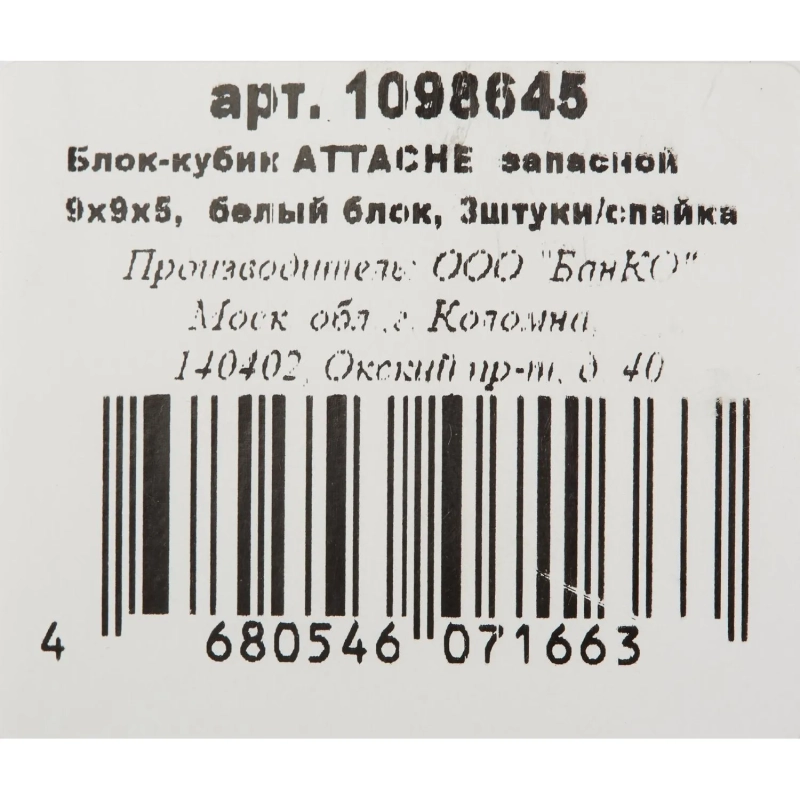 арт. 1098645
Блок-кубик ATTACHE запасной
9х9х5, белый блок, 3штуки/спайка
Производитель: ООО "БанКО"
Моск. обл., г. Коломна,
140402, Окский пр-т, д. 40
4 680546 071663